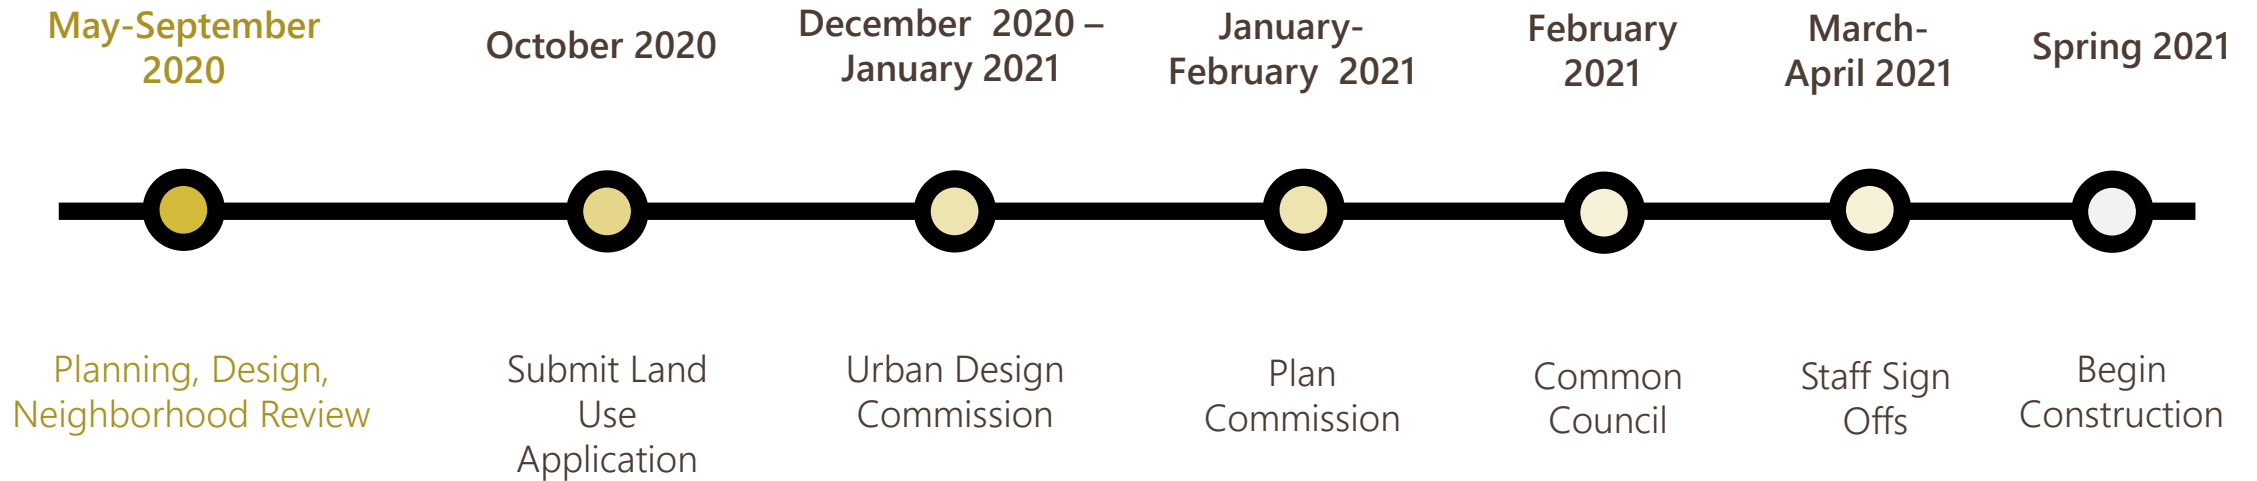 May-September
2020
October 2020
December  2020 –
January 2021
January-
February  2021
February
2021
March-
April 2021
Spring 2021
Planning, Design,
Neighborhood Review
Submit Land
Use
Application
Urban Design
Commission
Plan
Commission
Common
Council
Staff Sign
Offs
Begin
Construction